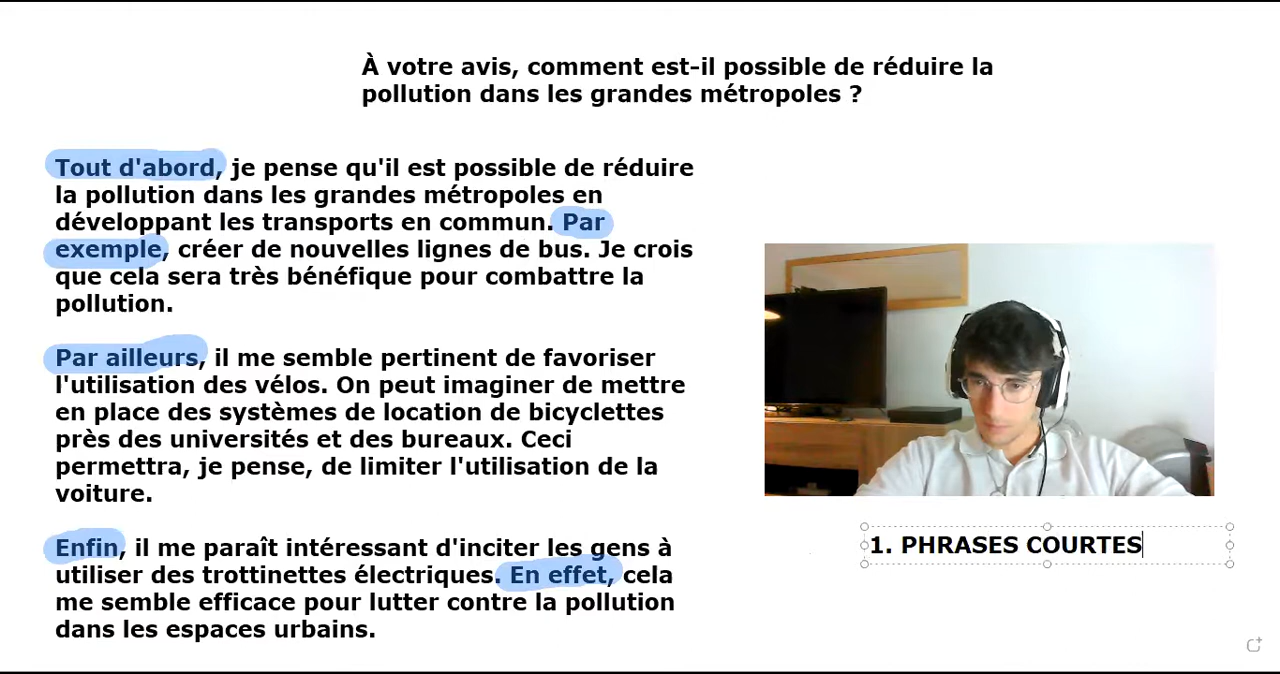 À votre avis, comment est-il possible de réduire la
pollution dans les grandes métropoles ?
Tout d'abord, je pense qu'il est possible de réduire
la pollution dans les grandes métropoles en
développant les transports en commun. Par
exemple, créer de nouvelles lignes de bus. Je crois
que cela sera très bénéfique pour combattre la
pollution.
Par ailleurs, il me semble pertinent de favoriser
l'utilisation des vélos. On peut imaginer de mettre
en place des systèmes de location de bicyclettes
près des universités et des bureaux. Ceci
permettra, je pense, de limiter l'utilisation de la
voiture.
Enfin, il me paraît intéressant d'inciter les gens à
utiliser des trottinettes électriques. En effet, cela
me semble efficace pour lutter contre la pollution
dans les espaces urbains.
1. PHRASES COURTES